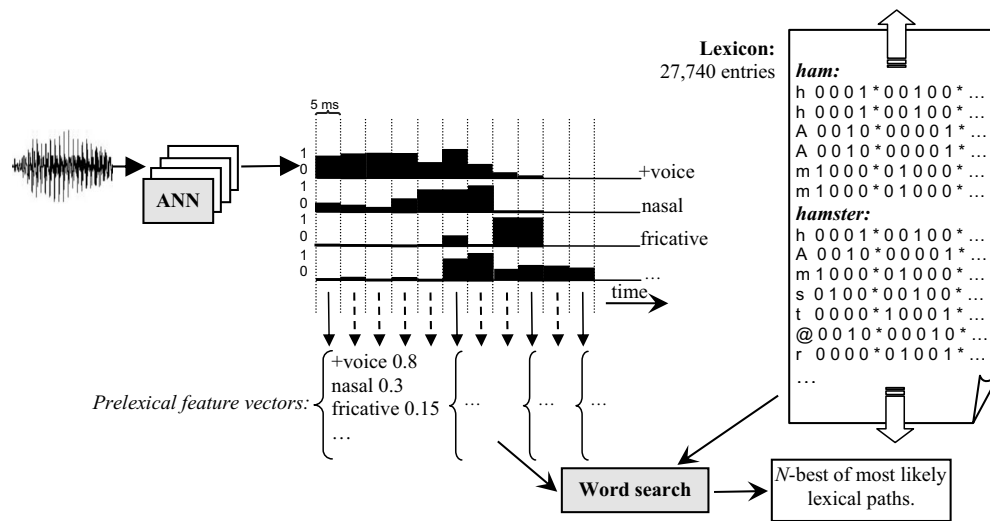 Lexicon:
27,740 entries
ham:
h 0 0 0 1 * 0 0 1 0 0 * …
h 0 0 0 1 * 0 0 1 0 0 * …
A 0 0 1 0 * 0 0 0 0 1 * …
A 0 0 1 0 * 0 0 0 0 1 * …
m 1 0 0 0 * 0 1 0 0 0 * …
m 1 0 0 0 * 0 1 0 0 0 * …
hamster:
h 0 0 0 1 * 0 0 1 0 0 * …
A 0 0 1 0 * 0 0 0 0 1 * …
m 1 0 0 0 * 0 1 0 0 0 * …
s 0 1 0 0 * 0 0 1 0 0 * …
t 0 0 0 0 * 1 0 0 0 1 * …
@ 0 0 1 0 * 0 0 0 1 0 * …
r 0 0 0 0 * 0 1 0 0 1 * …
…
5 ms
ANN
1
0
+voice
1
0
nasal
1
0
fricative
1
0
…
time
Prelexical feature vectors:
+voice 0.8
nasal 0.3
fricative 0.15
…
…
…
…
Word search
N-best of most likely
lexical paths.